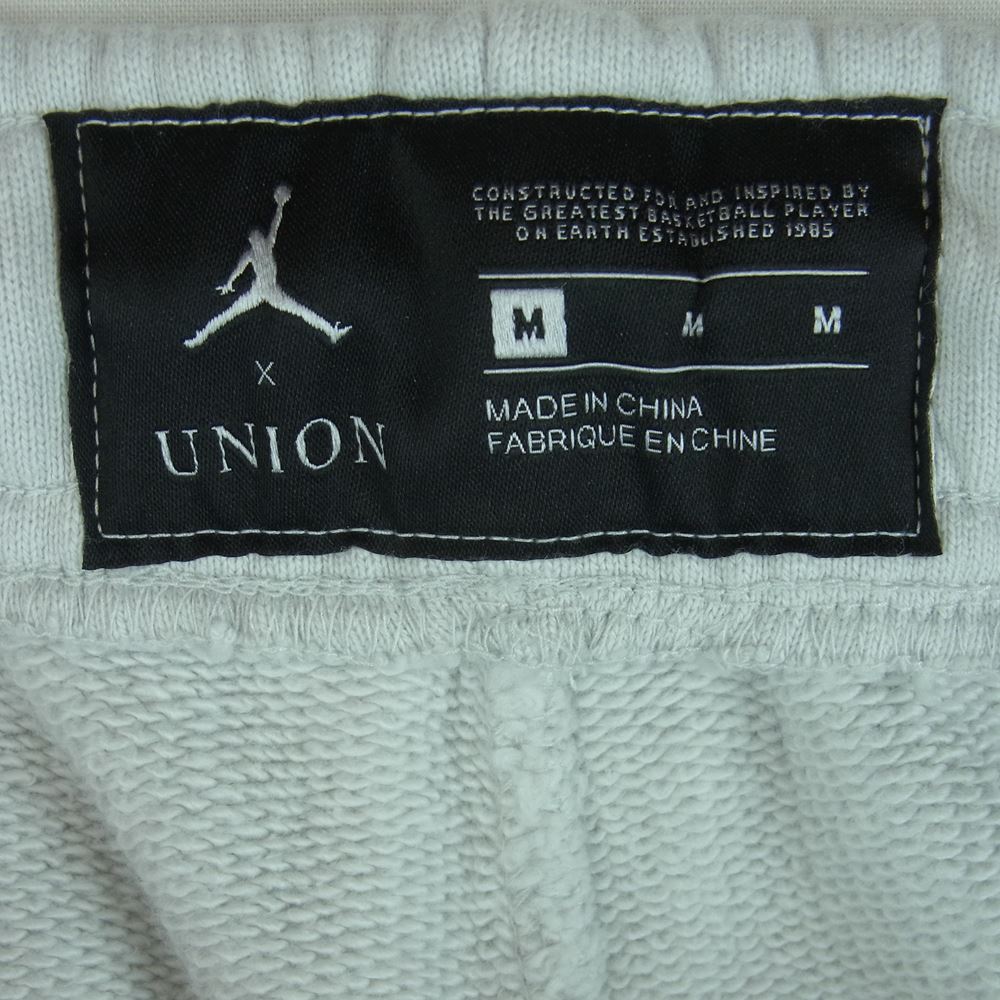 X
UNION
CONSTRUCTED FOR AND INSPIRED BY
THE GREATEST BASKETBALL PLAYER
ON EARTH ESTABLISHED 1985
M M M
MADE IN CHINA
FABRIQUE EN CHINE